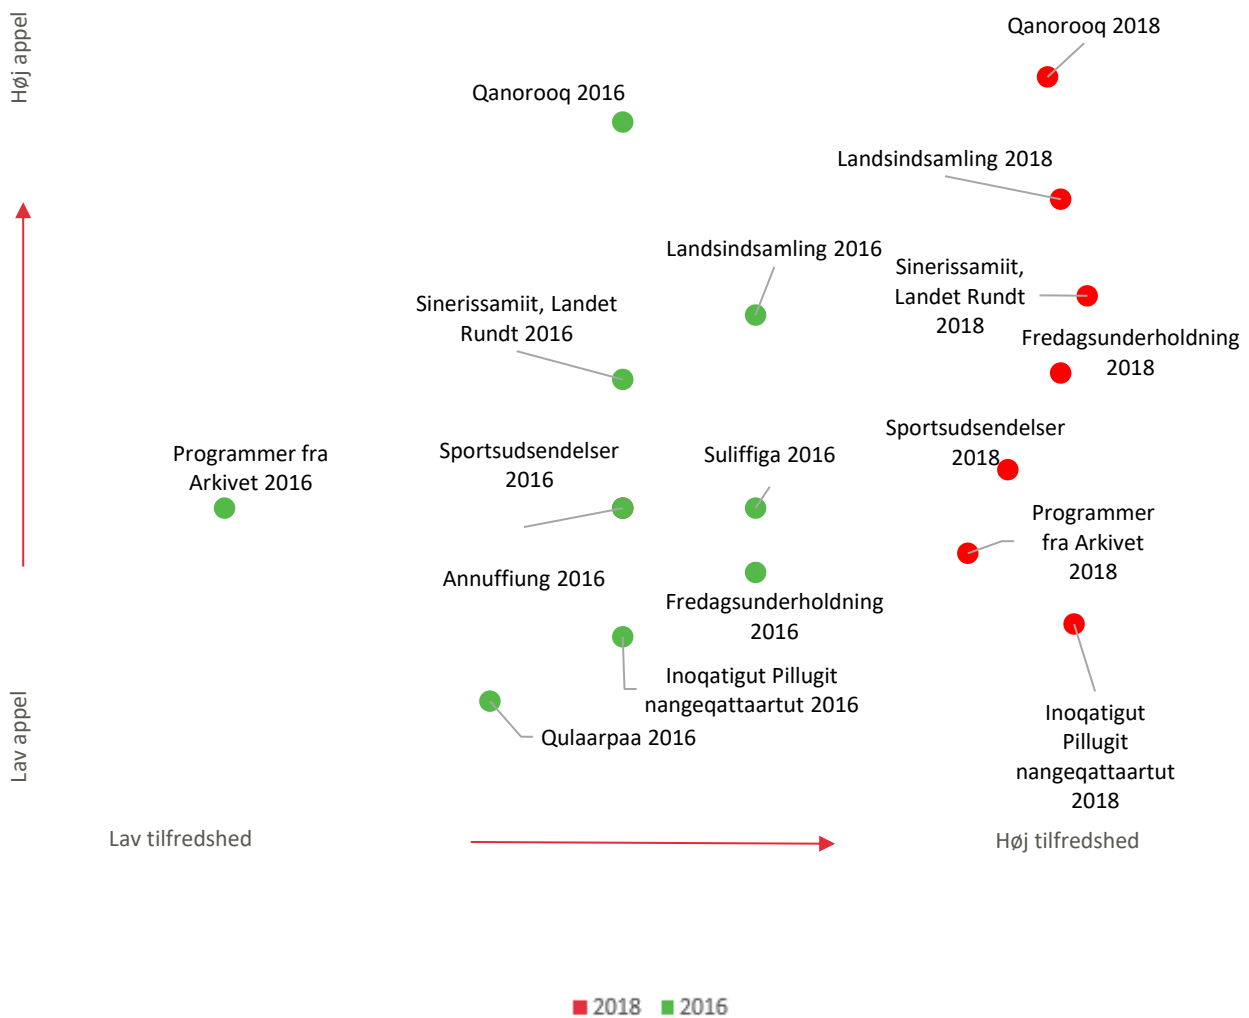 Høj appel
Qanorooq 2018
Qanorooq 2016
Landsindsamling 2018
Landsindsamling 2016
Sinerissamiit,
Landet Rundt
2018
Sinerissamiit, Landet
Rundt 2016
Fredagsunderholdning
2018
Programmer fra
Arkivet 2016
Sportsudsendelser
2016
Suliffiga 2016
Sportsudsendelser
2018
Programmer
fra Arkivet
2018
Annuffiung 2016
Fredagsunderholdning
2016
Inoqatigut Pillugit
nangeqattaartut 2016
Qulaarpaa 2016
Inoqatigut
Pillugit
nangeqattaartut
2018
Lav appel
Lav tilfredshed
Høj tilfredshed
2018 2016